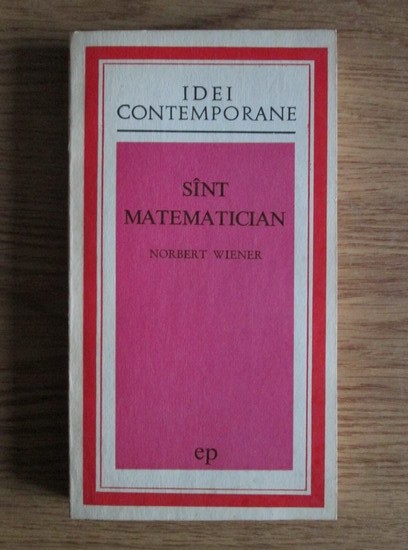 IDEI
CONTEMPORANE
SÎNT
MATEMATICIAN
NORBERT WIENER
ep